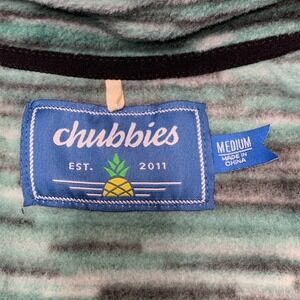 chubbies
EST. 2011
MEDIUM
MADE IN
CHINA